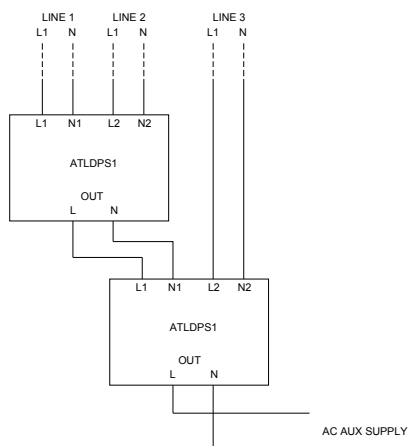 LINE 1 LINE 2 LINE 3
L1 N L1 N L1 N
L1 N1 L2 N2
ATLDPS1
OUT
L N
L1 N1 L2 N2
ATLDPS1
OUT
L N
AC AUX SUPPLY